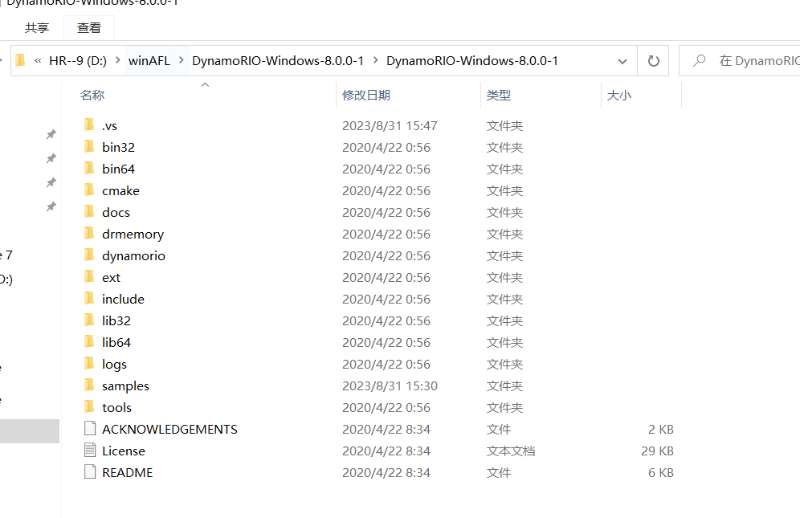 DynamoRIO-Windows-8.0.0-1
共享 查看
« HR--9 (D:) > winAFL > DynamoRIO-Windows-8.0.0-1 > DynamoRIO-Windows-8.0.0-1 在 DynamoRIO
名称 修改日期 类型 大小
.vs 2023/8/31 15:47 文件夹
bin32 2020/4/22 0:56 文件夹
bin64 2020/4/22 0:56 文件夹
cmake 2020/4/22 0:56 文件夹
docs 2020/4/22 0:56 文件夹
drmemory 2020/4/22 0:56 文件夹
e 7 dynamorio 2020/4/22 0:56 文件夹
D:) ext 2020/4/22 0:56 文件夹
include 2020/4/22 0:56 文件夹
lib32 2020/4/22 0:56 文件夹
lib64 2020/4/22 0:56 文件夹
logs 2020/4/22 0:56 文件夹
samples 2023/8/31 15:30 文件夹
tools 2020/4/22 0:56 文件夹
ACKNOWLEDGEMENTS 2020/4/22 8:34 文件 2 KB
License 2020/4/22 8:34 文本文档 29 KB
README 2020/4/22 8:34 文件 6 KB